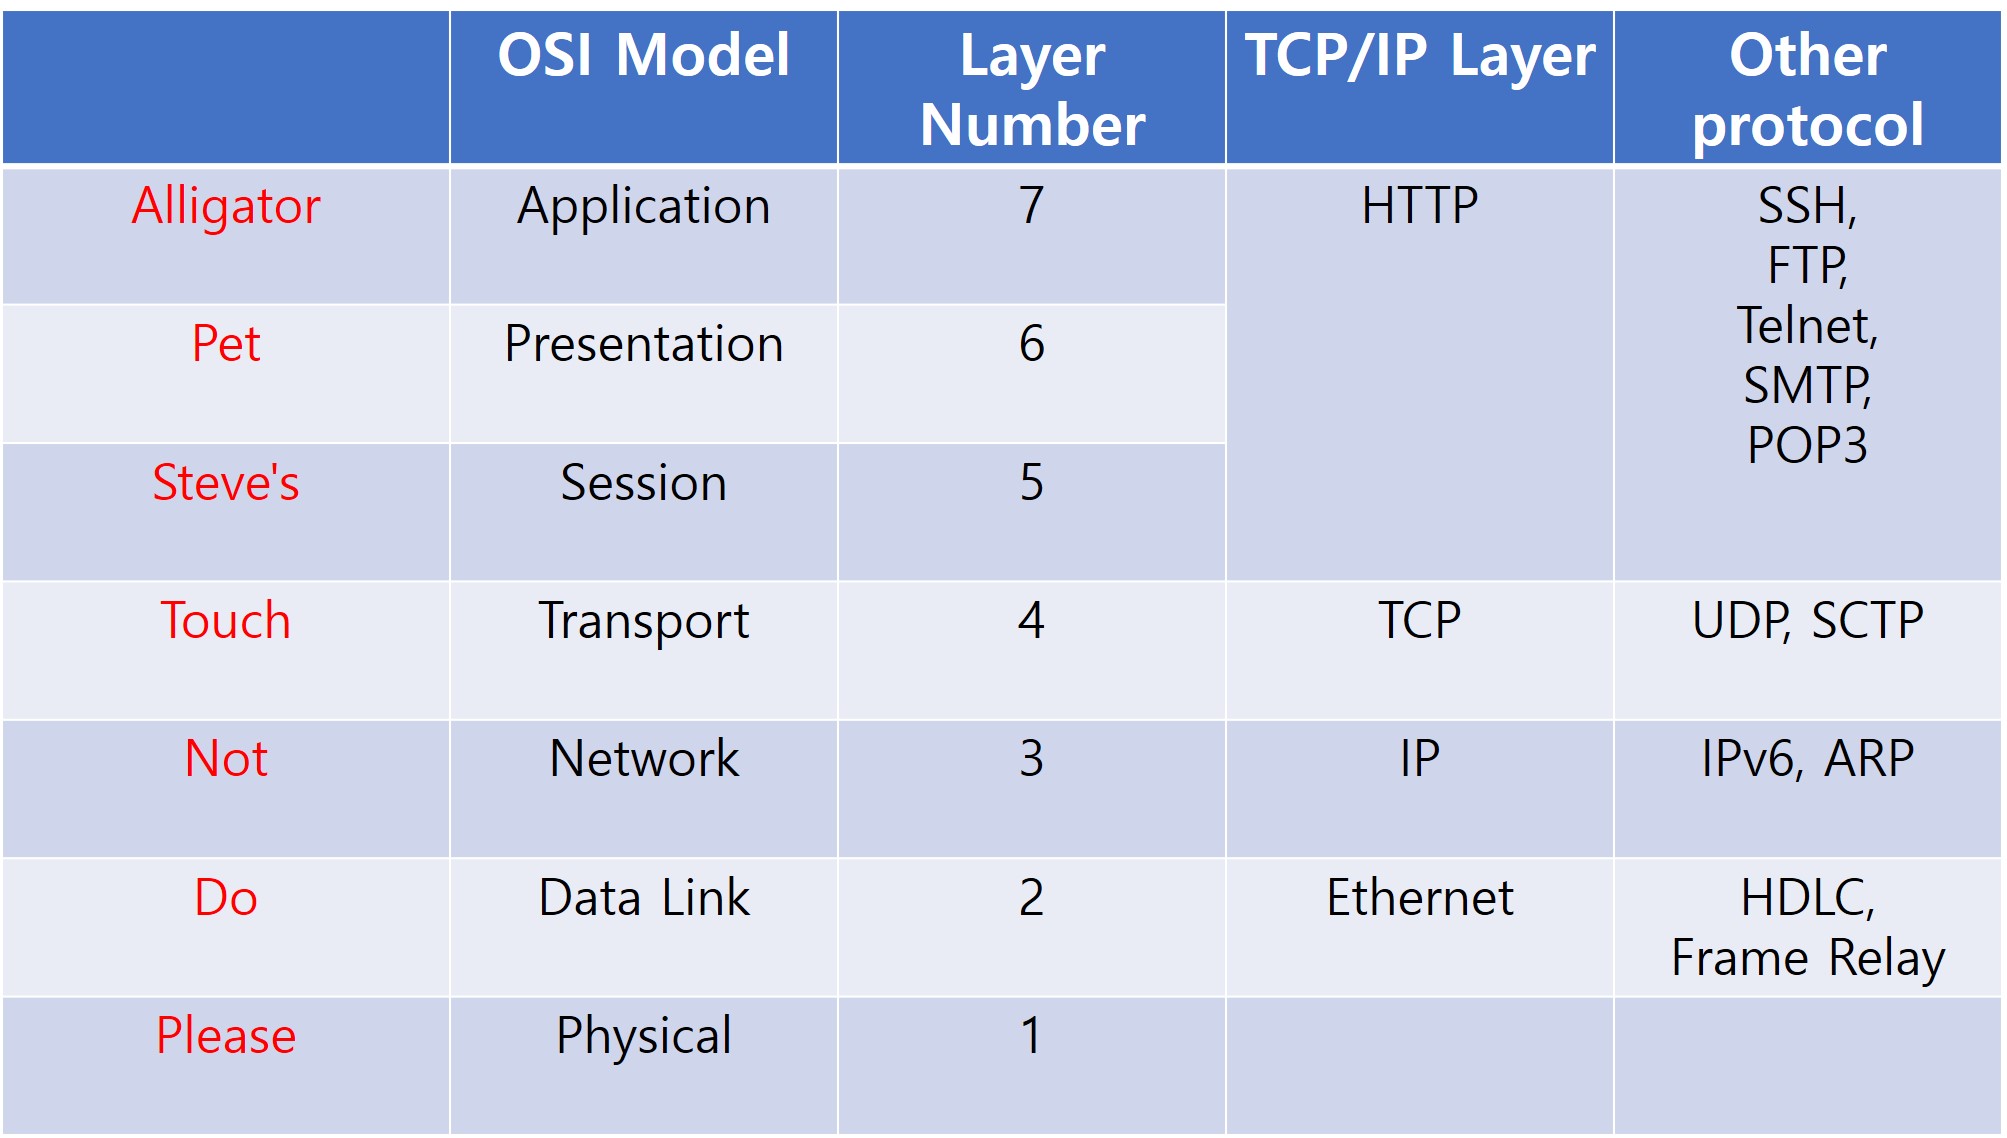 OSI Model
Layer
Number
TCP/IP Layer
Other
protocol
Alligator
Application
7
HTTP
SSH,
FTP,
Telnet,
SMTP,
POP3
Pet
Presentation
6
Steve's
Session
5
Touch
Transport
4
TCP
UDP, SCTP
Not
Network
3
IP
IPv6, ARP
Do
Data Link
2
Ethernet
HDLC,
Frame Relay
Please
Physical
1